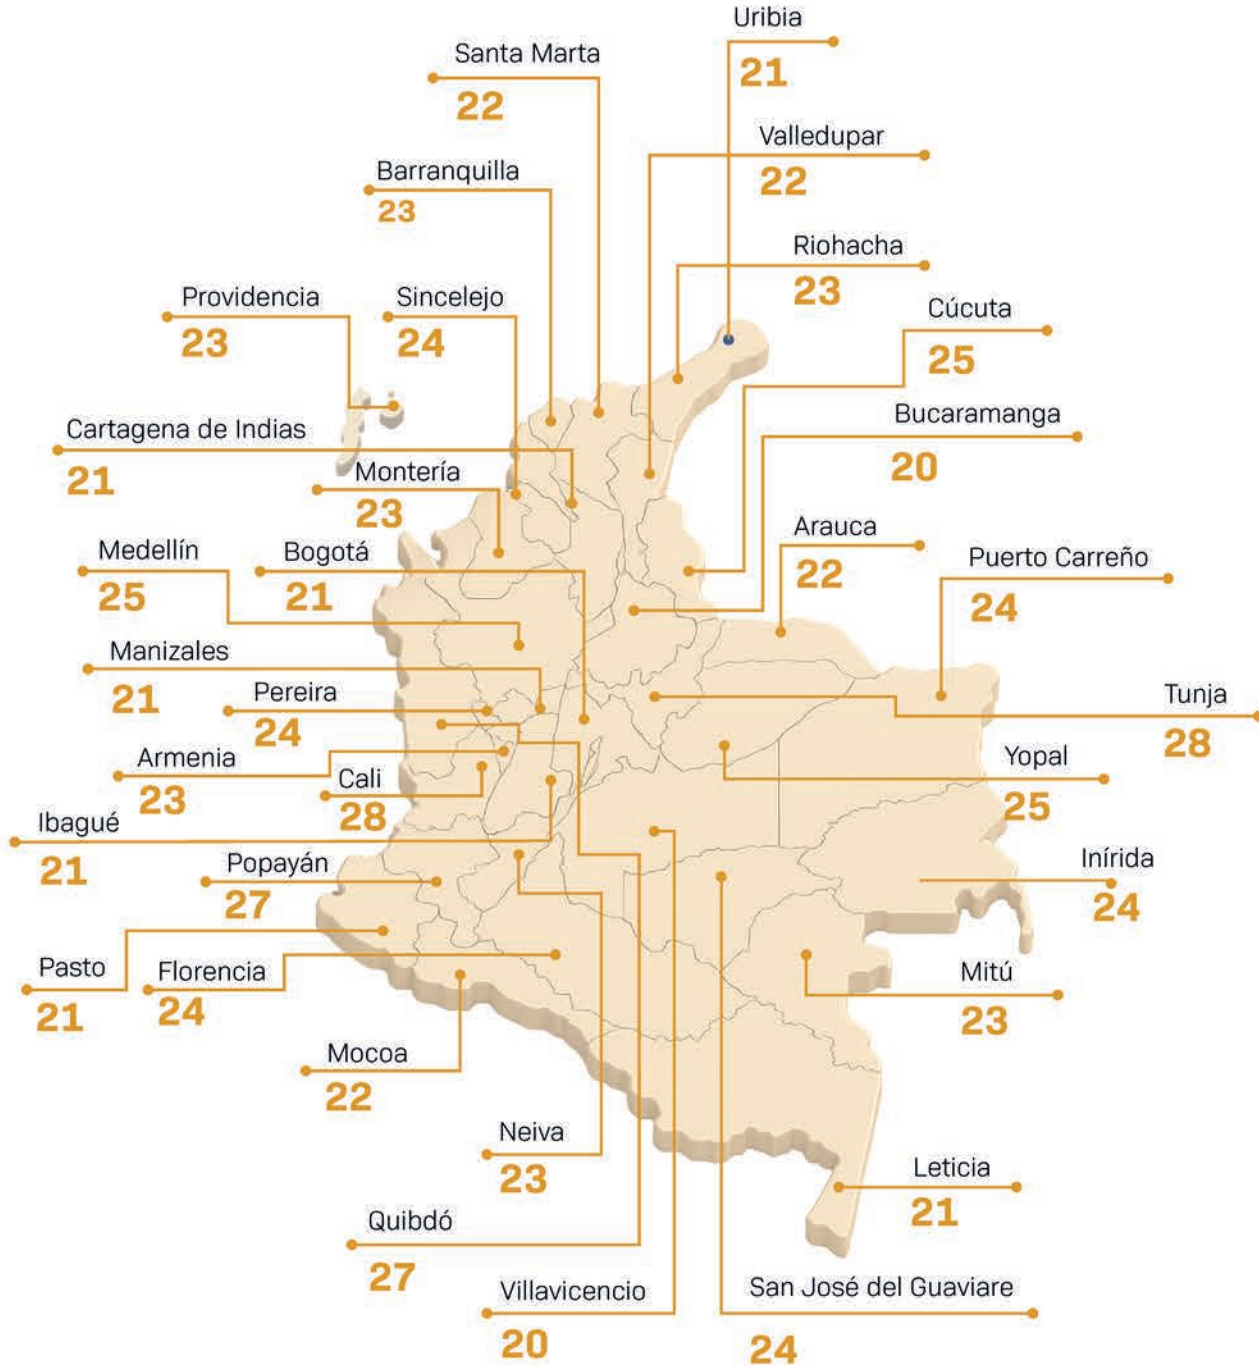 Uribia
21
Santa Marta
22
Valledupar
22
Barranquilla
23
Riohacha
23
Providencia
23
Sincelejo
24
Cúcuta
25
Cartagena de Indias
21
Bucaramanga
20
Montería
23
Arauca
22
Medellín
25
Bogotá
21
Puerto Carreño
24
Manizales
21
Pereira
24
Tunja
28
Armenia
23
Cali
28
Yopal
25
Ibagué
21
Popayán
27
Inírida
24
Pasto
21
Florencia
24
Mitú
23
Mocoa
22
Neiva
23
Leticia
21
Quibdó
27
Villavicencio
20
San José del Guaviare
24